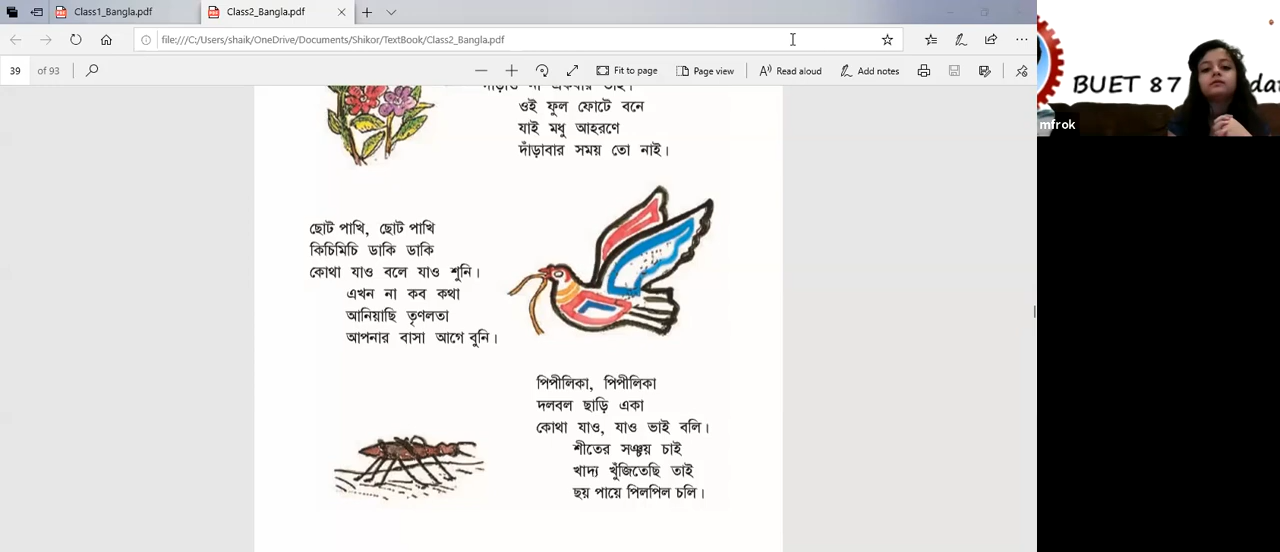 Class1_Bangla.pdf
Class2_Bangla.pdf
file:///C:/Users/shaik/OneDrive/Documents/Shikor/TextBook/Class2_Bangla.pdf
39 of 93
Fit to page
Page view
Read aloud
Add notes
দাঁড়াও না একবার ভাই।
ওই ফুল ফোটে বনে
যাই মধু আহরণে
দাঁড়াবার সময় তো নাই।
ছোট পাখি, ছোট পাখি
কিচিমিচি ডাকি ডাকি
কোথা যাও বলে যাও শুনি।
এখন না কব কথা
আনিয়াছি তৃণলতা
আপনার বাসা আগে বুনি।
পিপীলিকা, পিপীলিকা
দলবল ছাড়ি একা
কোথা যাও, যাও ভাই বলি।
শীতের সঞ্চয় চাই
খাদ্য খুঁজিতেছি তাই
ছয় পায়ে পিলপিল চলি।
BUET 87
mfrok